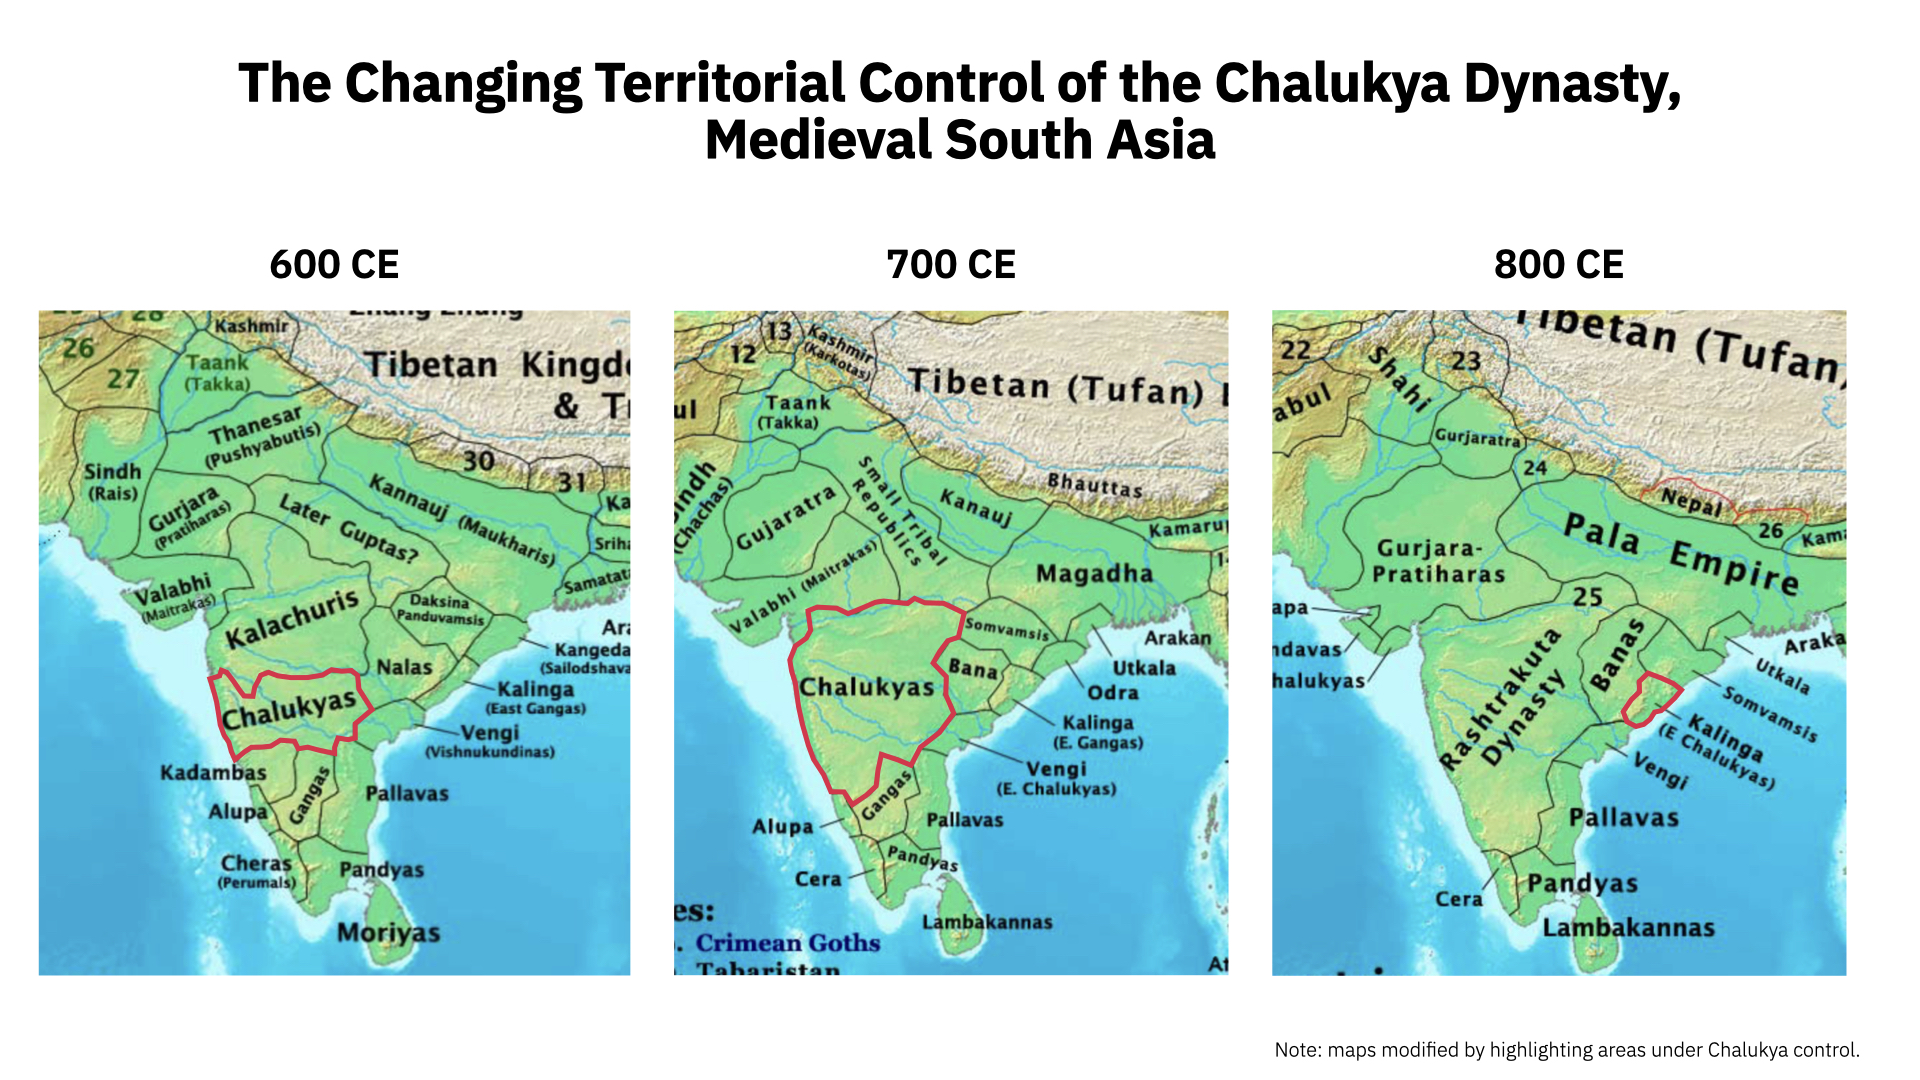 The Changing Territorial Control of the Chalukya Dynasty,
Medieval South Asia
600 CE
28
Kashmir
26
Taank
(Takka)
27
Tibetan Kingd
& T
Thanesar
(Pushyabutis)
30
31
Sindh
(Rais)
Gurjara
(Pratiharas)
Kannauj (Maukharis)
Ka
Later Guptas?
Sriha
Samatat
Valabhi
(Maitrakas)
Kalachuris
Daksina
Panduvamsis
Ara
Kangeda
(Sailodshava
Nalas
Kalinga
(East Gangas)
Chalukyas
Vengi
(Vishnukundinas)
Kadambas
Gangas
Pallavas
Alupa
Cheras
(Perumals)
Pandyas
Moriyas
700 CE
13
Kashmir
(Karkotas)
12
Tibetan (Tufan)
ul
Taank
(Takka)
Sindh
(Chachas)
Gujaratra
Small Tribal
Republics
Kanauj
Bhauttas
Kamaru
1
Magadha
Valabhi (Maitrakas)
Somvamsis
Arakan
Bana
Utkala
Odra
Chalukyas
Kalinga
(E. Gangas)
Vengi
(E. Chalukyas)
Gangas
Alupa
Pallavas
Pandyas
Cera
es:
Lambakannas
. Crimean Goths
Tabaristan
At
800 CE
Tibetan (Tufan)
22
Shahi
23
abul
Gurjaratra
24
Nepal
26
Kama
Pala Empire
Gurjara-
Pratiharas
25
apa
Banas
Araka
ndavas
Utkala
halukyas
Rashtrakuta
Dynasty
Somvamsis
Kalinga
(E Chalukyas)
Vengi
Pallavas
Cera
Pandyas
Lambakannas
Note: maps modified by highlighting areas under Chalukya control.